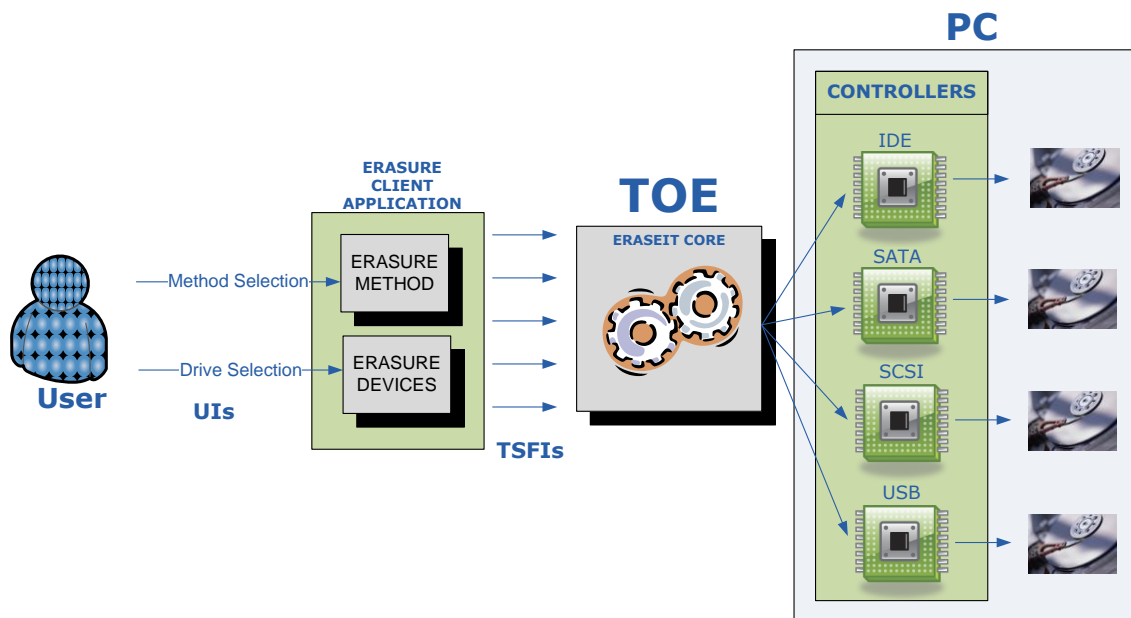 PC
CONTROLLERS
IDE
ERASURE
CLIENT
APPLICATION
TOE
ERASEIT CORE
SATA
Method Selection
ERASURE
METHOD
Drive Selection
ERASURE
DEVICES
SCSI
User
UIs
TSFIs
USB